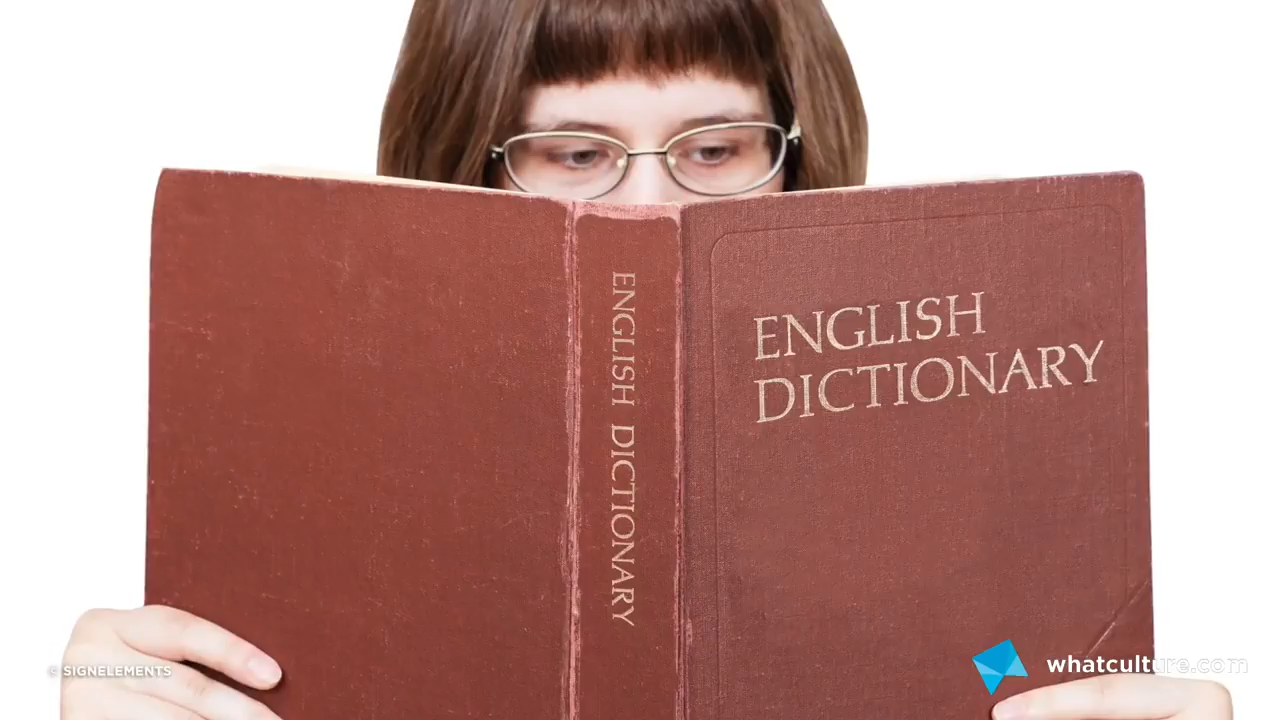 ENGLISH DICTIONARY
ENGLISH
DICTIONARY
© SIGNELEMENTS
whatculture.com